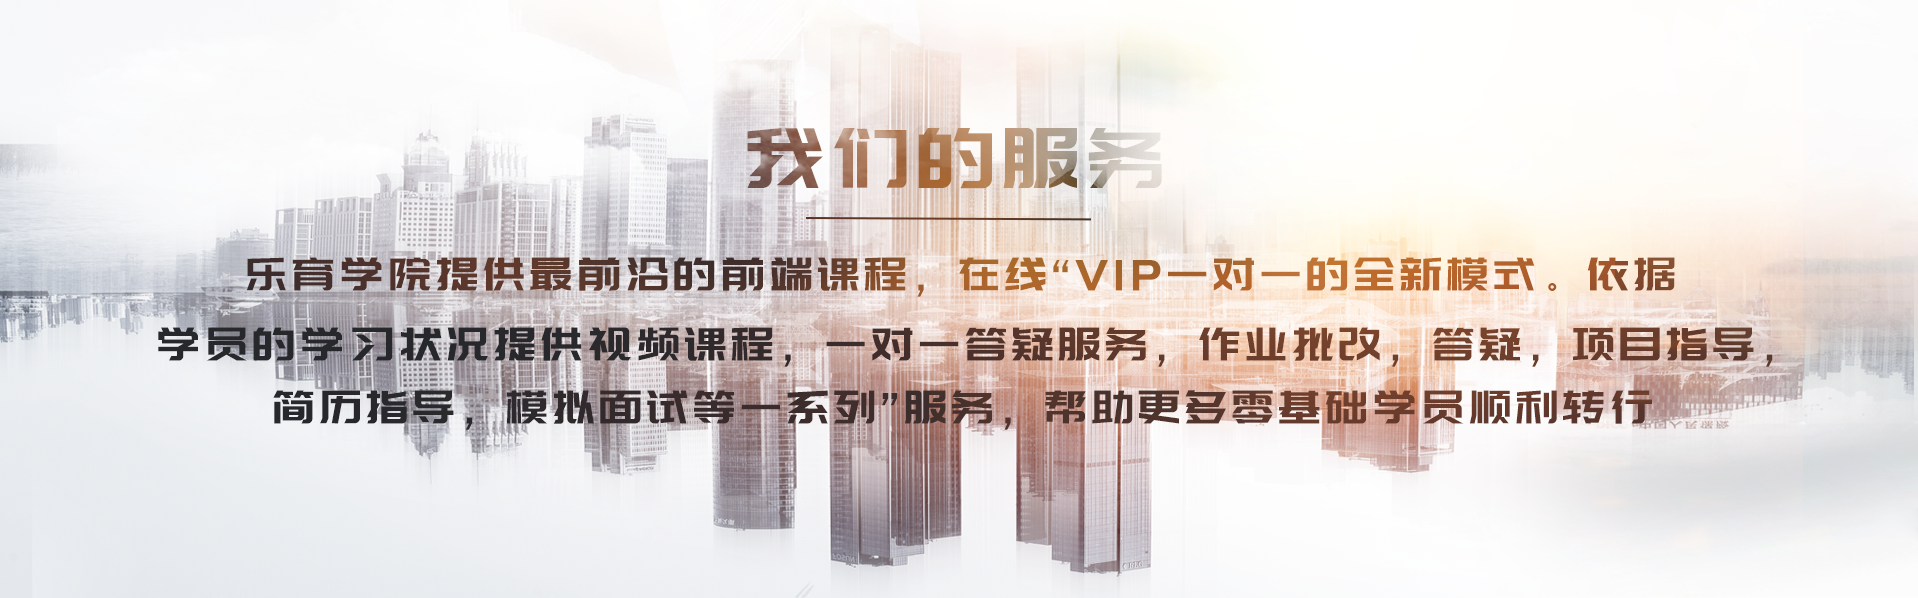 我们的服务
乐育学院提供最前沿的前端课程，在线“VIP一对一的全新模式。依据
学员的学习状况提供视频课程，一对一答疑服务，作业批改，答疑，项目指导，
简历指导，模拟面试等一系列”服务，帮助更多零基础学员顺利转行